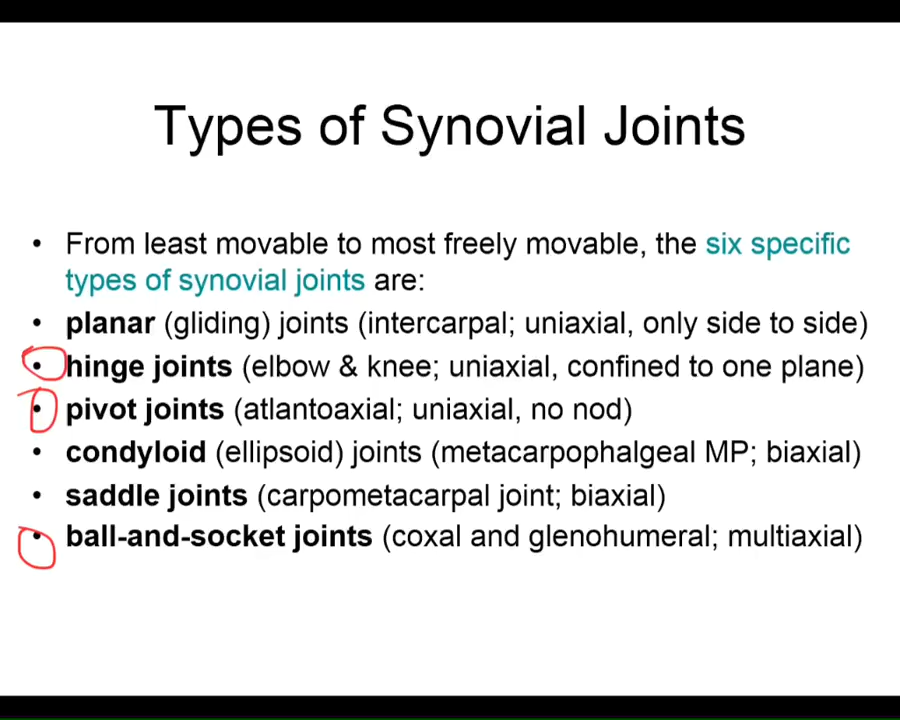 Types of Synovial Joints
• From least movable to most freely movable, the six specific
types of synovial joints are:
• planar (gliding) joints (intercarpal; uniaxial, only side to side)
• hinge joints (elbow & knee; uniaxial, confined to one plane)
• pivot joints (atlantoaxial; uniaxial, no nod)
• condyloid (ellipsoid) joints (metacarpophalgeal MP; biaxial)
• saddle joints (carpometacarpal joint; biaxial)
• ball-and-socket joints (coxal and glenohumeral; multiaxial)